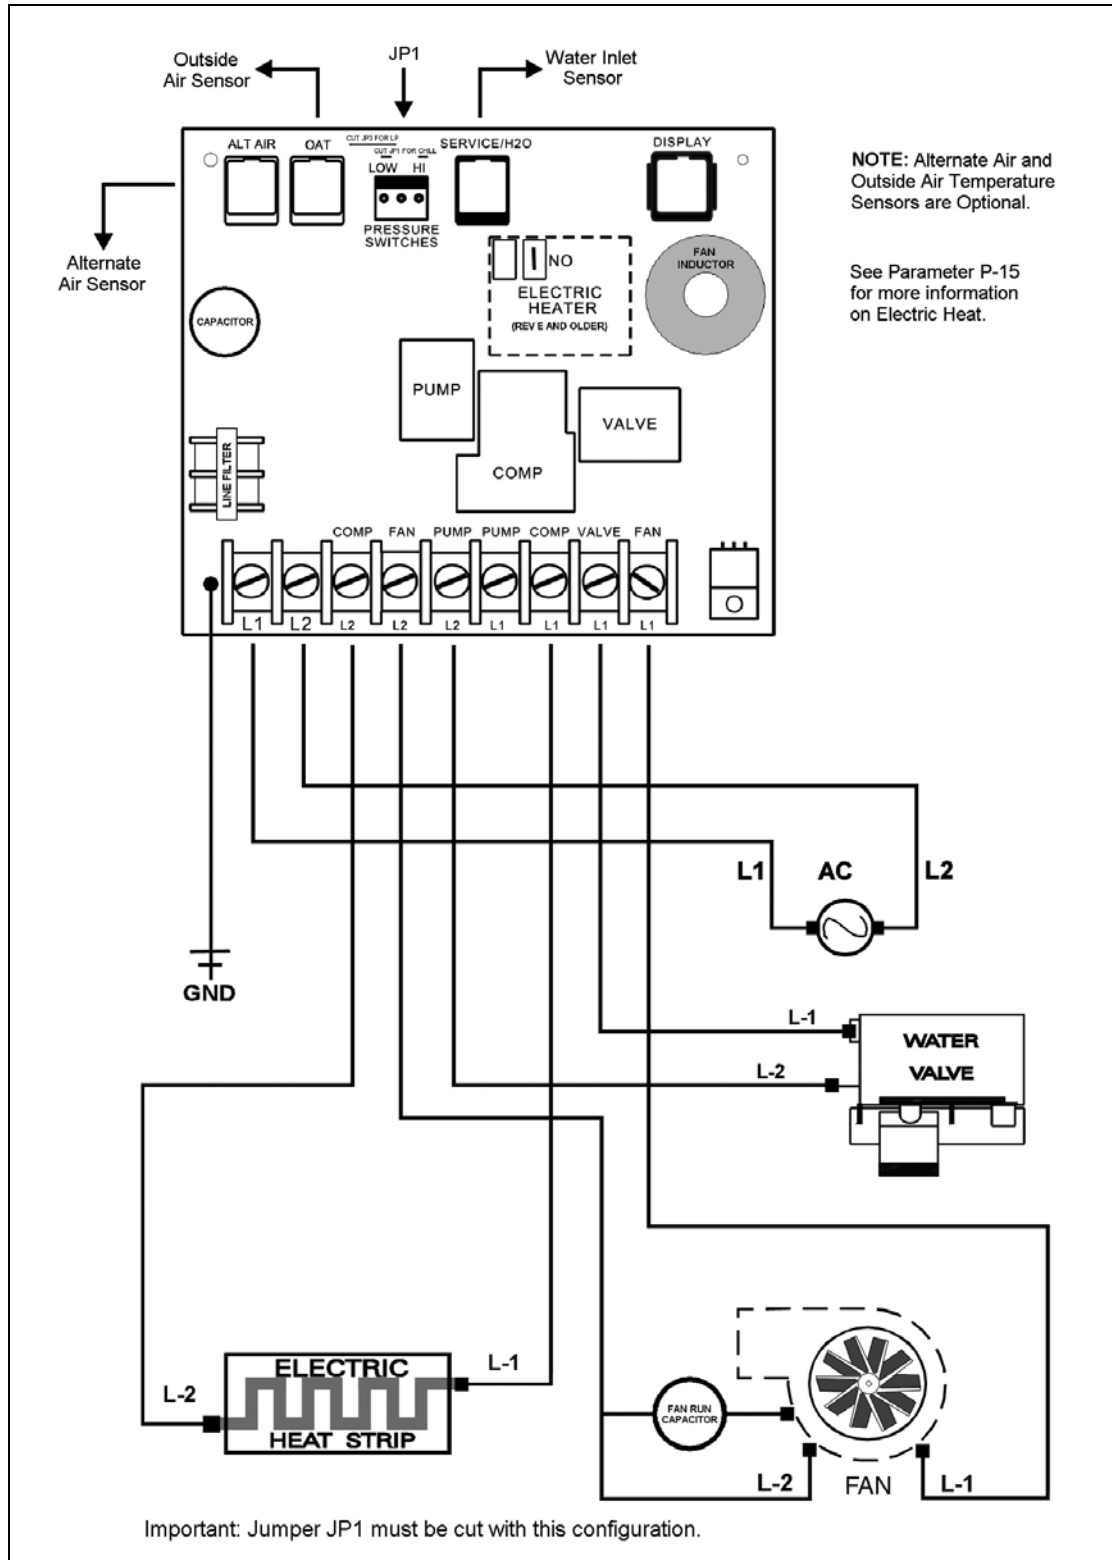 Outside
Air Sensor
JP1
Water Inlet
Sensor
ALT AIR
OAT
CUT JP3 FOR LP
CUT JP1 FOR CHLL
LOW HI
PRESSURE
SWITCHES
SERVICE/H2O
DISPLAY
NOTE: Alternate Air and
Outside Air Temperature
Sensors are Optional.
Alternate
Air Sensor
NO
ELECTRIC
HEATER
(REV E AND OLDER)
FAN
INDUCTOR
See Parameter P-15
for more information
on Electric Heat.
CAPACITOR
PUMP
VALVE
COMP
LINE FILTER
COMP FAN PUMP PUMP COMP VALVE FAN
L1 L2 L2 L2 L2 L1 L1 L1 L1
L1 AC L2
GND
L-1
WATER
VALVE
L-2
ELECTRIC
HEAT STRIP
L-1
L-2
FAN RUN
CAPACITOR
L-2
FAN
L-1
Important: Jumper JP1 must be cut with this configuration.